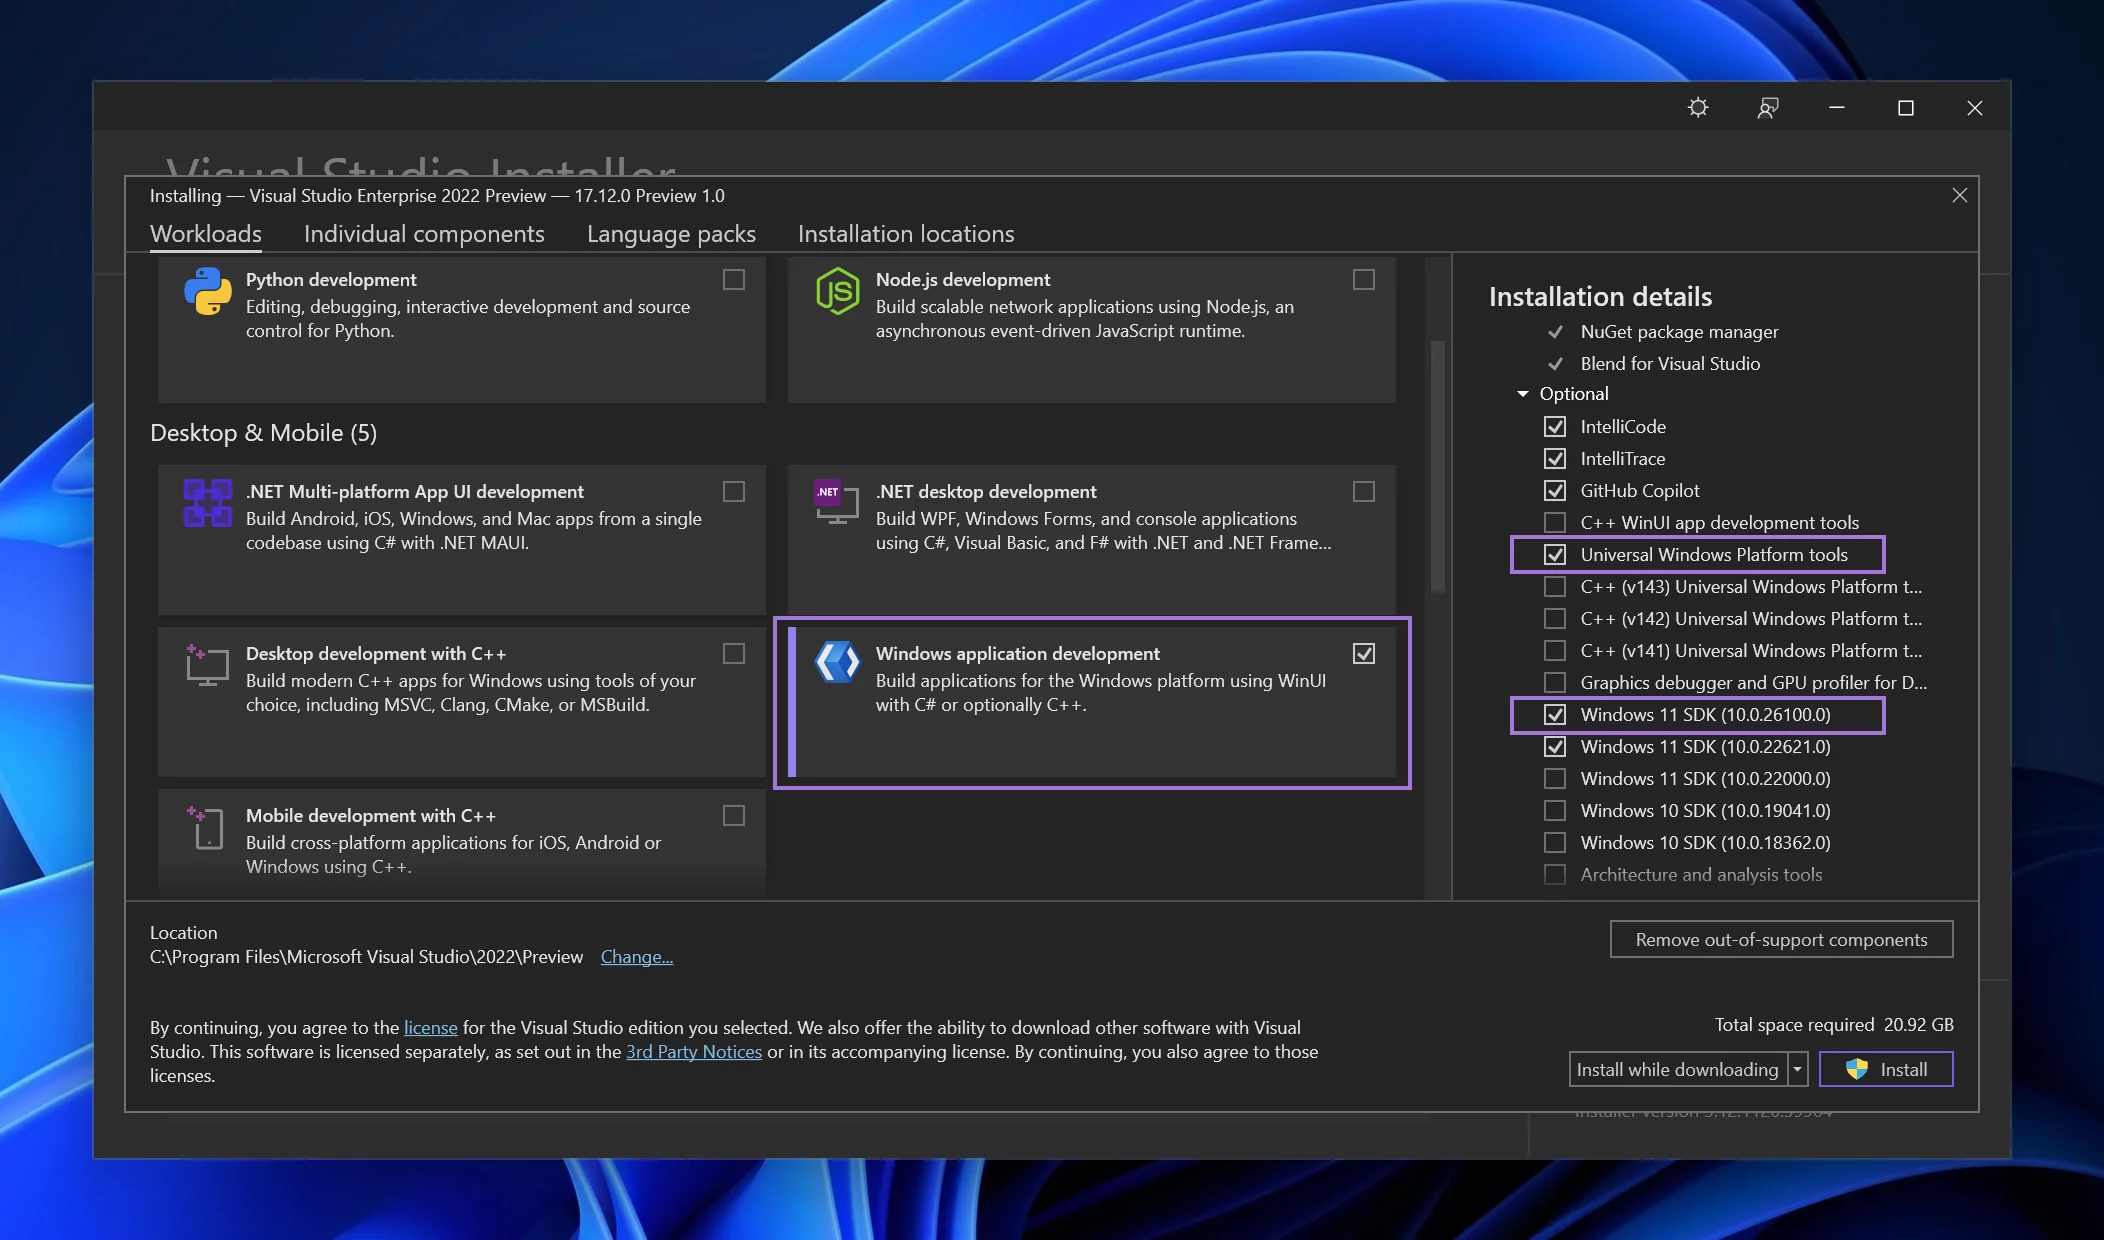 Visual Studio Installer
Installing — Visual Studio Enterprise 2022 Preview — 17.12.0 Preview 1.0
Workloads
Individual components
Language packs
Installation locations
Python development
Editing, debugging, interactive development and source
control for Python.
JS
Node.js development
Build scalable network applications using Node.js, an
asynchronous event-driven JavaScript runtime.
Desktop & Mobile (5)
.NET Multi-platform App UI development
Build Android, iOS, Windows, and Mac apps from a single
codebase using C# with .NET MAUI.
.NET
.NET desktop development
Build WPF, Windows Forms, and console applications
using C#, Visual Basic, and F# with .NET and .NET Frame...
Desktop development with C++
Build modern C++ apps for Windows using tools of your
choice, including MSVC, Clang, CMake, or MSBuild.
Windows application development
Build applications for the Windows platform using WinUI
with C# or optionally C++.
Mobile development with C++
Build cross-platform applications for iOS, Android or
Windows using C++.
Installation details
NuGet package manager
Blend for Visual Studio
Optional
IntelliCode
IntelliTrace
GitHub Copilot
C++ WinUI app development tools
Universal Windows Platform tools
C++ (v143) Universal Windows Platform t...
C++ (v142) Universal Windows Platform t...
C++ (v141) Universal Windows Platform t...
Graphics debugger and GPU profiler for D...
Windows 11 SDK (10.0.26100.0)
Windows 11 SDK (10.0.22621.0)
Windows 11 SDK (10.0.22000.0)
Windows 10 SDK (10.0.19041.0)
Windows 10 SDK (10.0.18362.0)
Architecture and analysis tools
Location
C:\Program Files\Microsoft Visual Studio\2022\Preview Change...
Remove out-of-support components
By continuing, you agree to the license for the Visual Studio edition you selected. We also offer the ability to download other software with Visual
Studio. This software is licensed separately, as set out in the 3rd Party Notices or in its accompanying license. By continuing, you also agree to those
licenses.
Total space required 20.92 GB
Install while downloading
Install